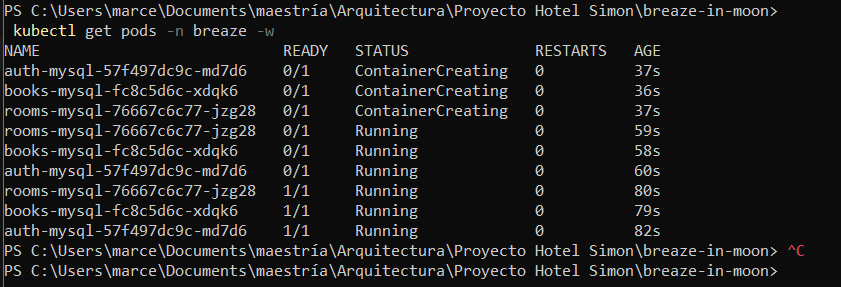 PS C:\Users\marce\Documents\maestría\Arquitectura\Proyecto Hotel Simon\breaze-in-moon>
kubectl get pods -n breaze -w
NAME READY STATUS RESTARTS AGE
auth-mysql-57f497dc9c-md7d6 0/1 ContainerCreating 0 37s
books-mysql-fc8c5d6c-xdqk6 0/1 ContainerCreating 0 36s
rooms-mysql-76667c6c77-jzg28 0/1 ContainerCreating 0 37s
rooms-mysql-76667c6c77-jzg28 0/1 Running 0 59s
books-mysql-fc8c5d6c-xdqk6 0/1 Running 0 58s
auth-mysql-57f497dc9c-md7d6 0/1 Running 0 60s
rooms-mysql-76667c6c77-jzg28 1/1 Running 0 80s
books-mysql-fc8c5d6c-xdqk6 1/1 Running 0 79s
auth-mysql-57f497dc9c-md7d6 1/1 Running 0 82s
PS C:\Users\marce\Documents\maestría\Arquitectura\Proyecto Hotel Simon\breaze-in-moon> ^C
PS C:\Users\marce\Documents\maestría\Arquitectura\Proyecto Hotel Simon\breaze-in-moon>